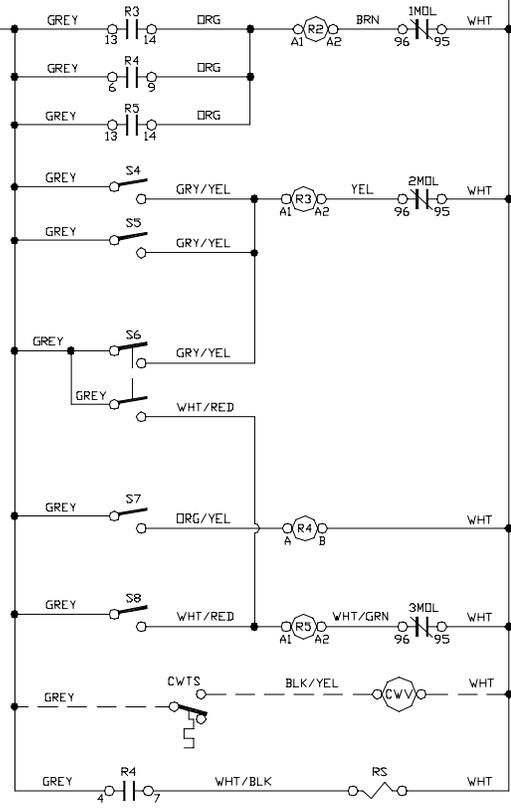 GREY R3 ORG R2 BRN 1MOL WHT
13 14 A1 A2 96 95
GREY R4 ORG
6 9
GREY R5 ORG
13 14
GREY S4 GRY/YEL R3 YEL 2MOL WHT
A1 A2 96 95
GREY S5 GRY/YEL
GREY S6 GRY/YEL
GREY WHT/RED
GREY S7 ORG/YEL R4 WHT
A B
GREY S8 WHT/RED R5 WHT/GRN 3MOL WHT
A1 A2 96 95
GREY CWTS BLK/YEL CWV WHT
GREY R4 WHT/BLK RS WHT
4 7